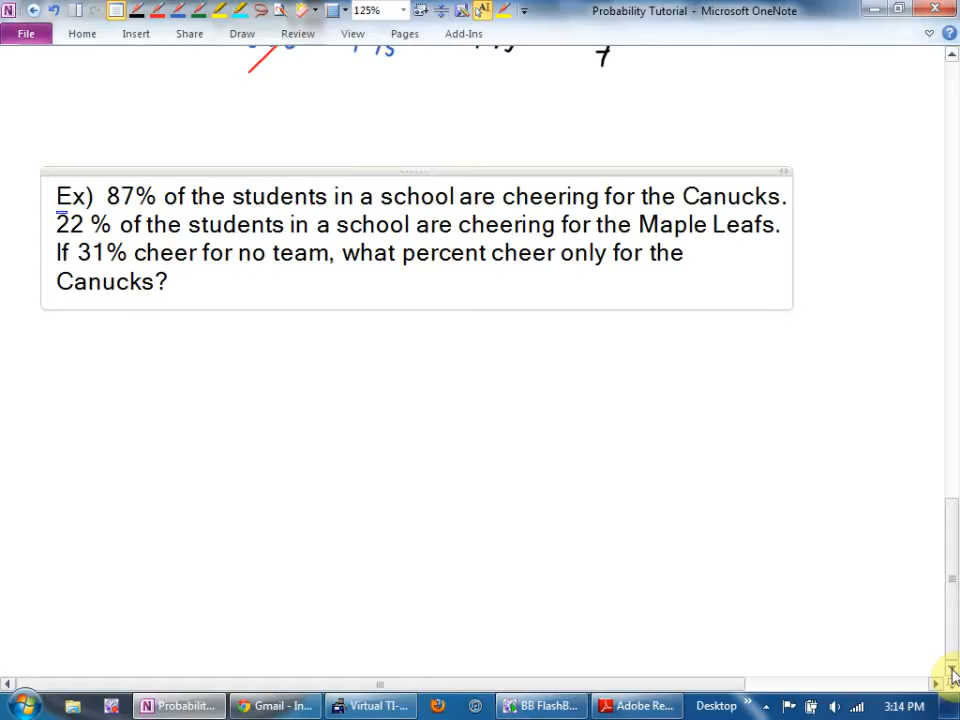 125%
Probability Tutorial - Microsoft OneNote
File Home Insert Share Draw Review View Pages Add-Ins
7
Ex) 87% of the students in a school are cheering for the Canucks.
22 % of the students in a school are cheering for the Maple Leafs.
If 31% cheer for no team, what percent cheer only for the
Canucks?
Probabilit... Gmail - In... Virtual TI-... BB FlashB... Adobe Re... Desktop » 3:14 PM